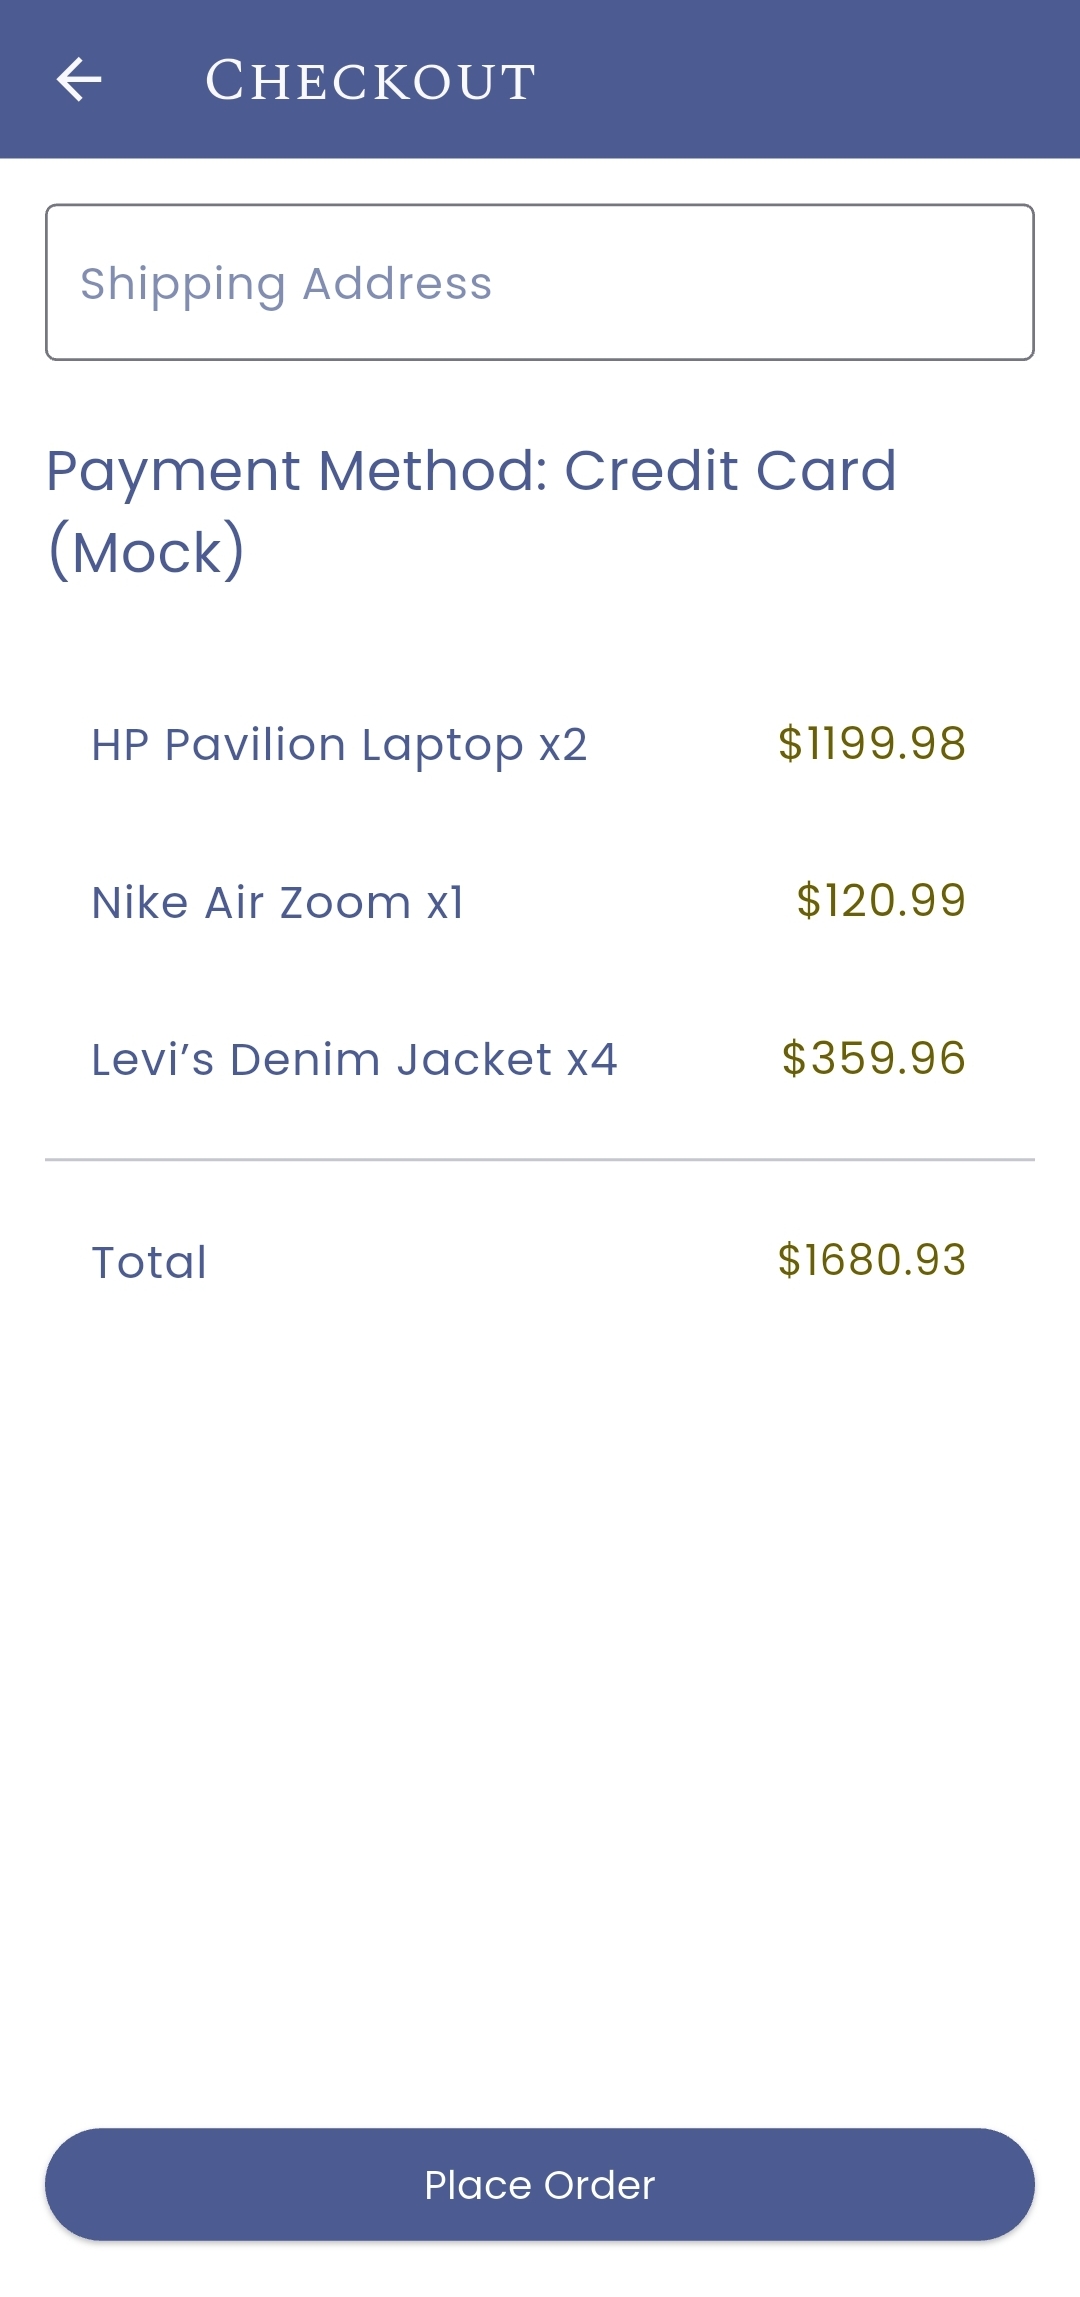 Checkout
Shipping Address
Payment Method: Credit Card
(Mock)
HP Pavilion Laptop x2 $1199.98
Nike Air Zoom x1 $120.99
Levi’s Denim Jacket x4 $359.96
Total $1680.93
Place Order